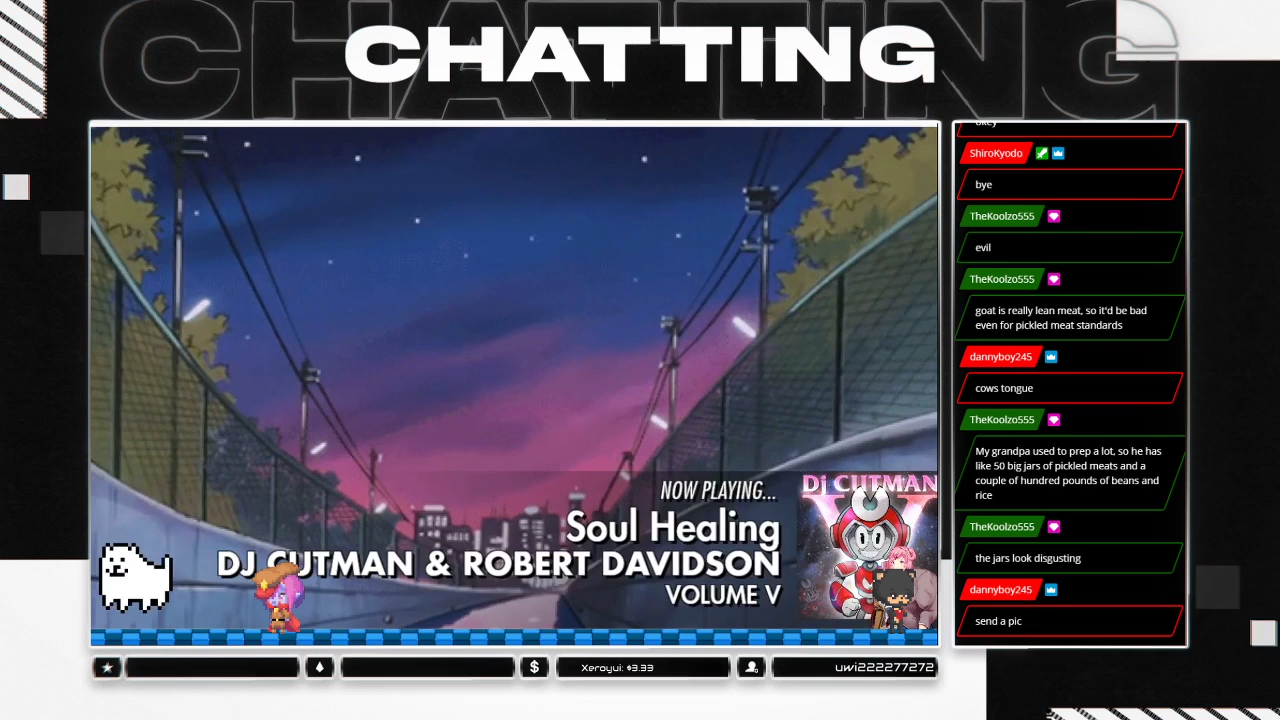 CHATTING
CHATTING
okey
ShiroKyodo
bye
TheKoolzo555
evil
TheKoolzo555
goat is really lean meat, so it'd be bad
even for pickled meat standards
dannyboy245
cows tongue
TheKoolzo555
My grandpa used to prep a lot, so he has
like 50 big jars of pickled meats and a
couple of hundred pounds of beans and
rice
TheKoolzo555
the jars look disgusting
dannyboy245
send a pic
NOW PLAYING...
Soul Healing
DJ CUTMAN & ROBERT DAVIDSON
VOLUME V
Dj CUTMAN
V
$
Xeroyui: $3.33
uwi222277272